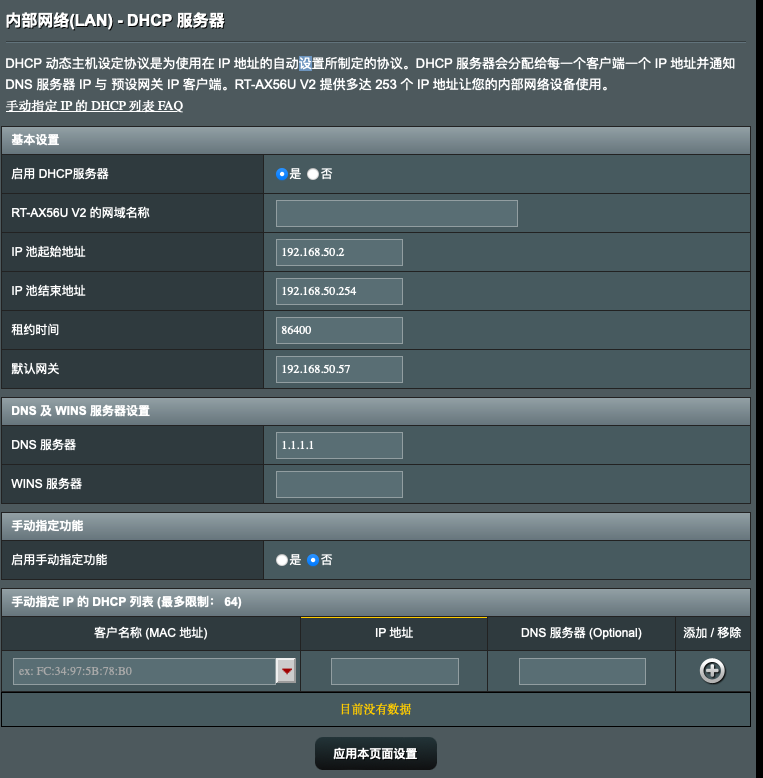 内部网络(LAN) - DHCP 服务器
DHCP 动态主机设定协议是为使用在 IP 地址的自动设置所制定的协议。DHCP 服务器会分配给每一个客户端一个 IP 地址并通知
DNS 服务器 IP 与 预设网关 IP 客户端。RT-AX56U V2 提供多达 253 个 IP 地址让您的内部网络设备使用。
手动指定 IP 的 DHCP 列表 FAQ
基本设置
启用 DHCP服务器 是 否
RT-AX56U V2 的网域名称
IP 池起始地址 192.168.50.2
IP 池结束地址 192.168.50.254
租约时间 86400
默认网关 192.168.50.57
DNS 及 WINS 服务器设置
DNS 服务器 1.1.1.1
WINS 服务器
手动指定功能
启用手动指定功能 是 否
手动指定 IP 的 DHCP 列表 (最多限制： 64)
客户名称 (MAC 地址) IP 地址 DNS 服务器 (Optional) 添加 / 移除
ex: FC:34:97:5B:78:B0
目前没有数据
应用本页面设置